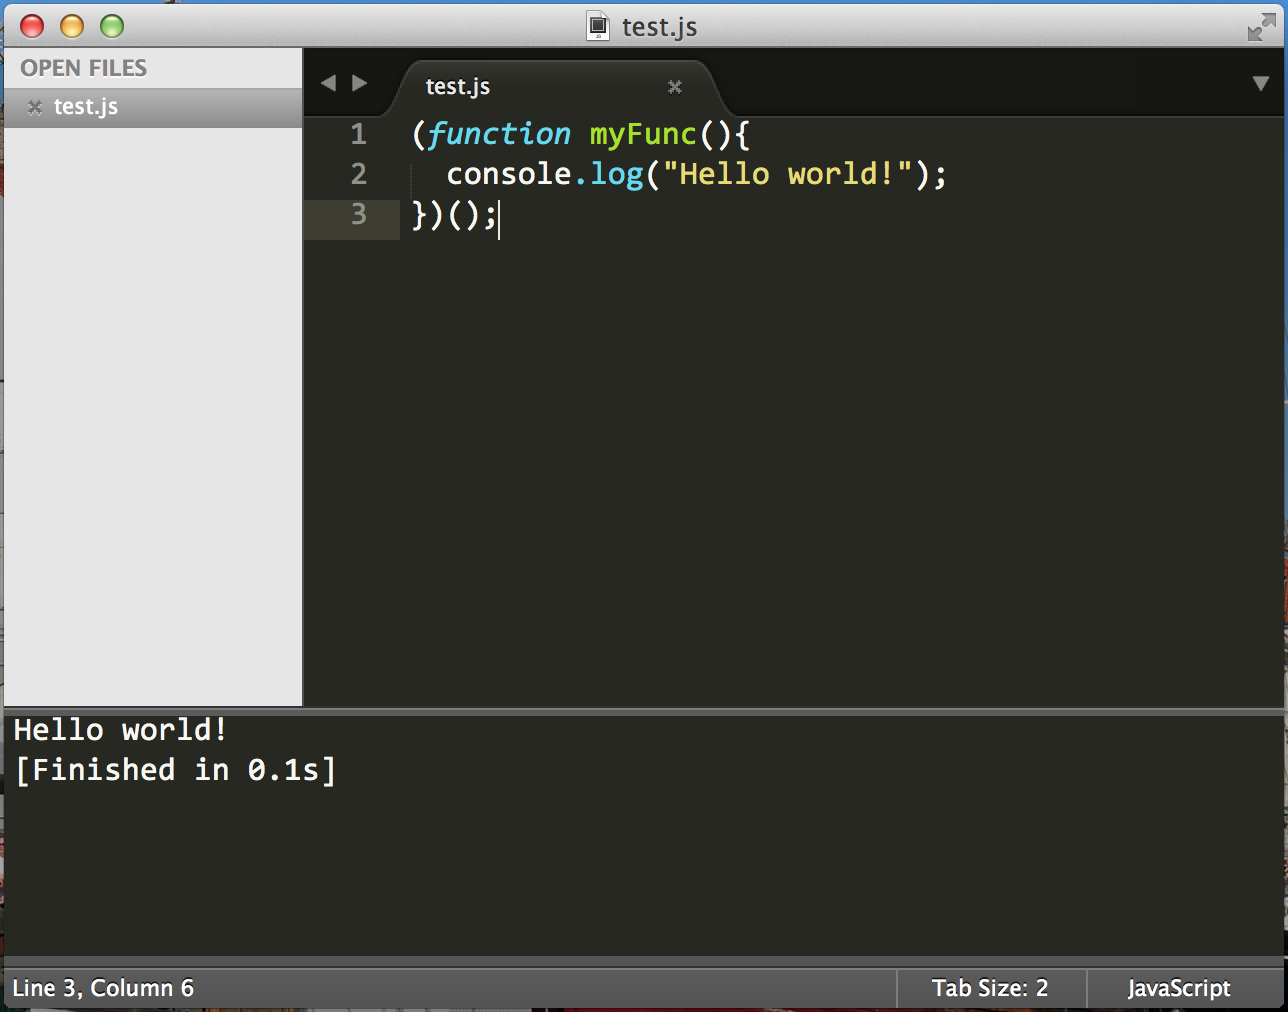 test.js
OPEN FILES
test.js
test.js
1 (function myFunc(){
2   console.log("Hello world!");
3 })();
Hello world!
[Finished in 0.1s]
Line 3, Column 6
Tab Size: 2
JavaScript